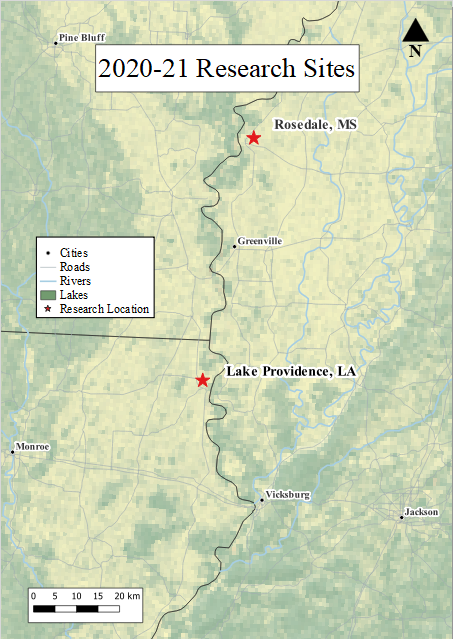 Pine Bluff
N
2020-21 Research Sites
Rosedale, MS
Greenville
Cities
Roads
Rivers
Lakes
Research Location
Lake Providence, LA
Monroe
Vicksburg
Jackson
0 5 10 15 20 km